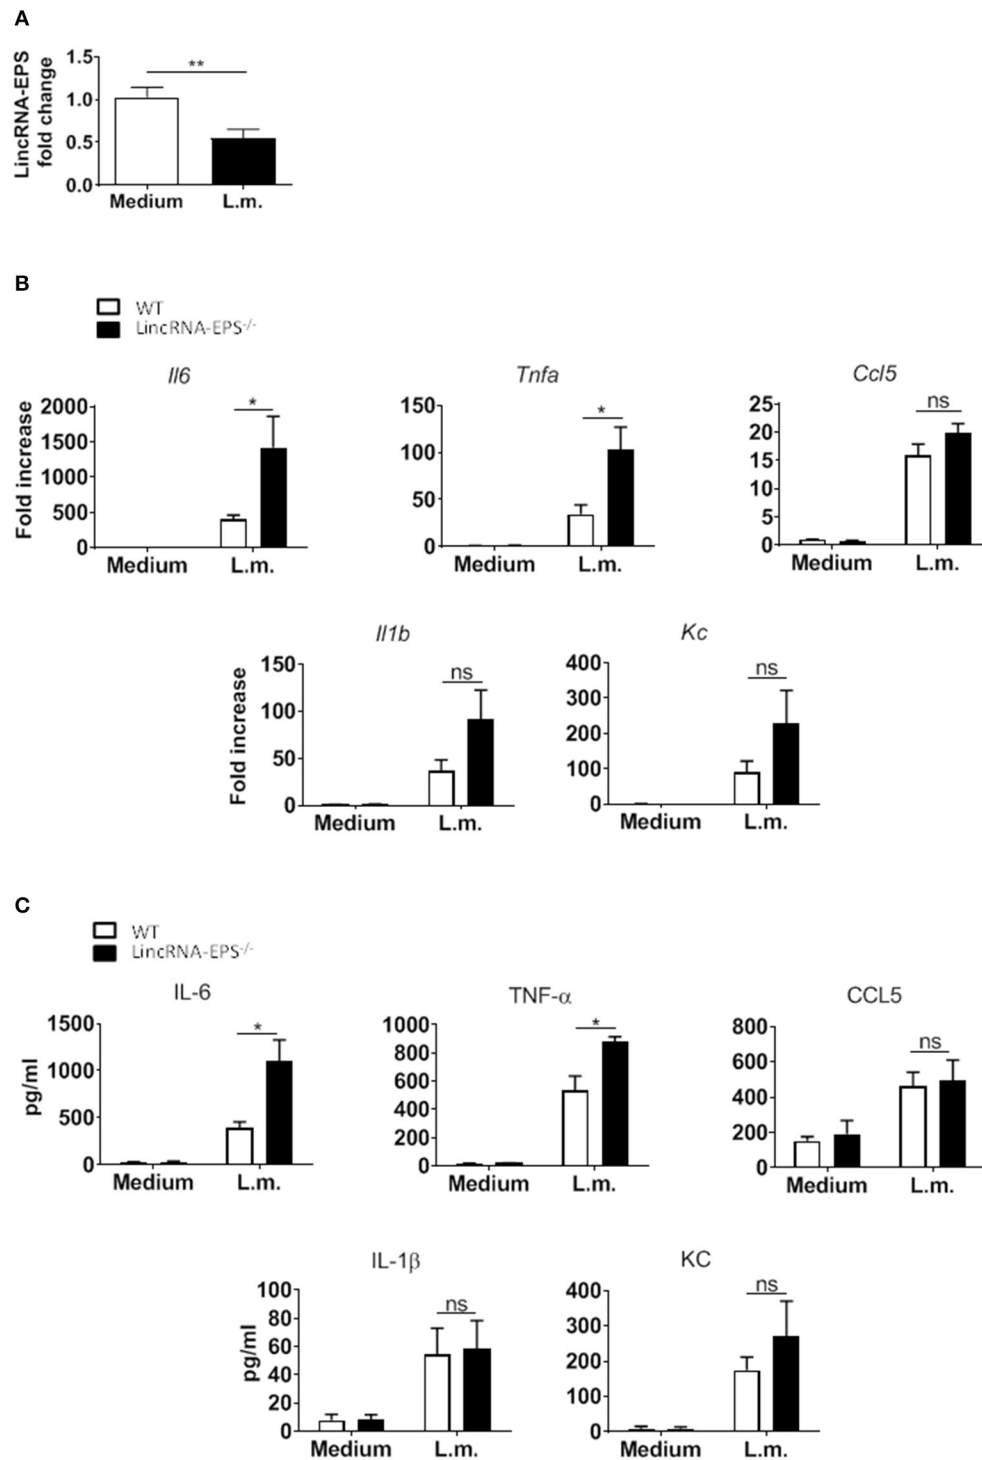 A
LincRNA-EPS
fold change
1.5
1.0
0.5
0.0
**
Medium L.m.
B
WT
LincRNA-EPS-/-
Il6
Fold increase
2000
1500
1000
500
0
*
Medium L.m.
Tnfa
150
100
50
0
*
Medium L.m.
Ccl5
25
20
15
10
5
0
ns
Medium L.m.
Il1b
Fold increase
150
100
50
0
ns
Medium L.m.
Kc
400
300
200
100
0
ns
Medium L.m.
C
WT
LincRNA-EPS-/-
IL-6
pg/ml
1500
1000
500
0
*
Medium L.m.
TNF-α
1000
800
600
400
200
0
*
Medium L.m.
CCL5
800
600
400
200
0
ns
Medium L.m.
IL-1β
pg/ml
100
80
60
40
20
0
ns
Medium L.m.
KC
400
300
200
100
0
ns
Medium L.m.